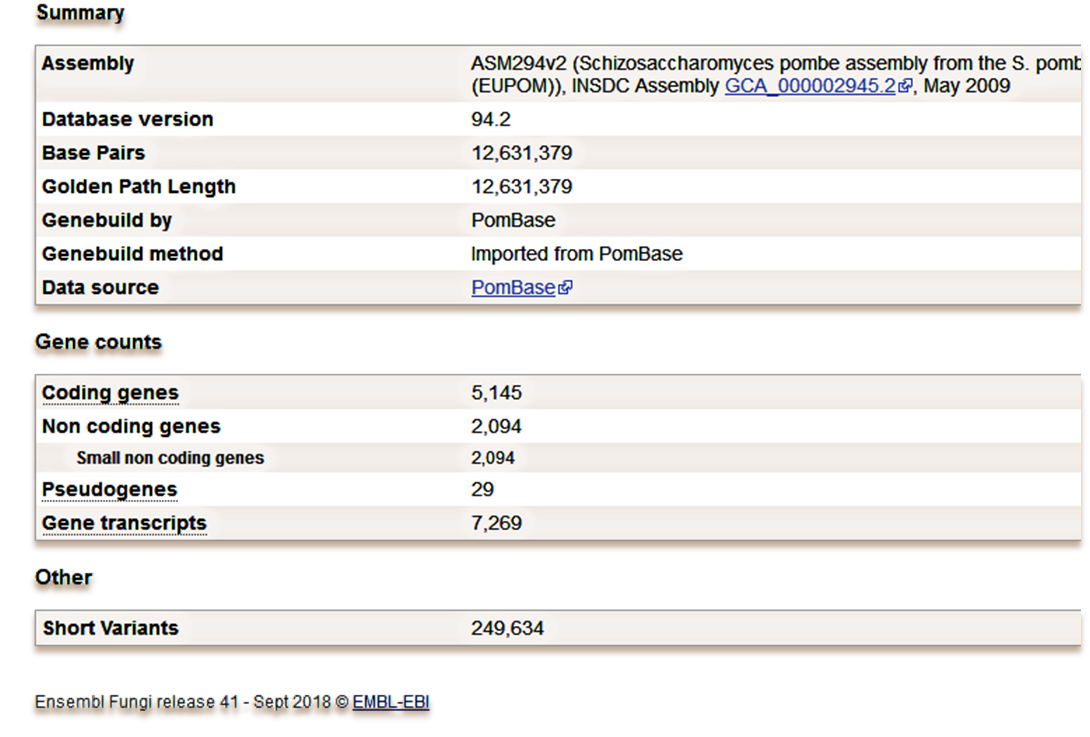 Summary
Assembly ASM294v2 (Schizosaccharomyces pombe assembly from the S. pomb
(EUPOM)), INSDC Assembly GCA_000002945.2, May 2009
Database version 94.2
Base Pairs 12,631,379
Golden Path Length 12,631,379
Genebuild by PomBase
Genebuild method Imported from PomBase
Data source PomBase
Gene counts
Coding genes 5,145
Non coding genes 2,094
Small non coding genes 2,094
Pseudogenes 29
Gene transcripts 7,269
Other
Short Variants 249,634
Ensembl Fungi release 41 - Sept 2018 © EMBL-EBI